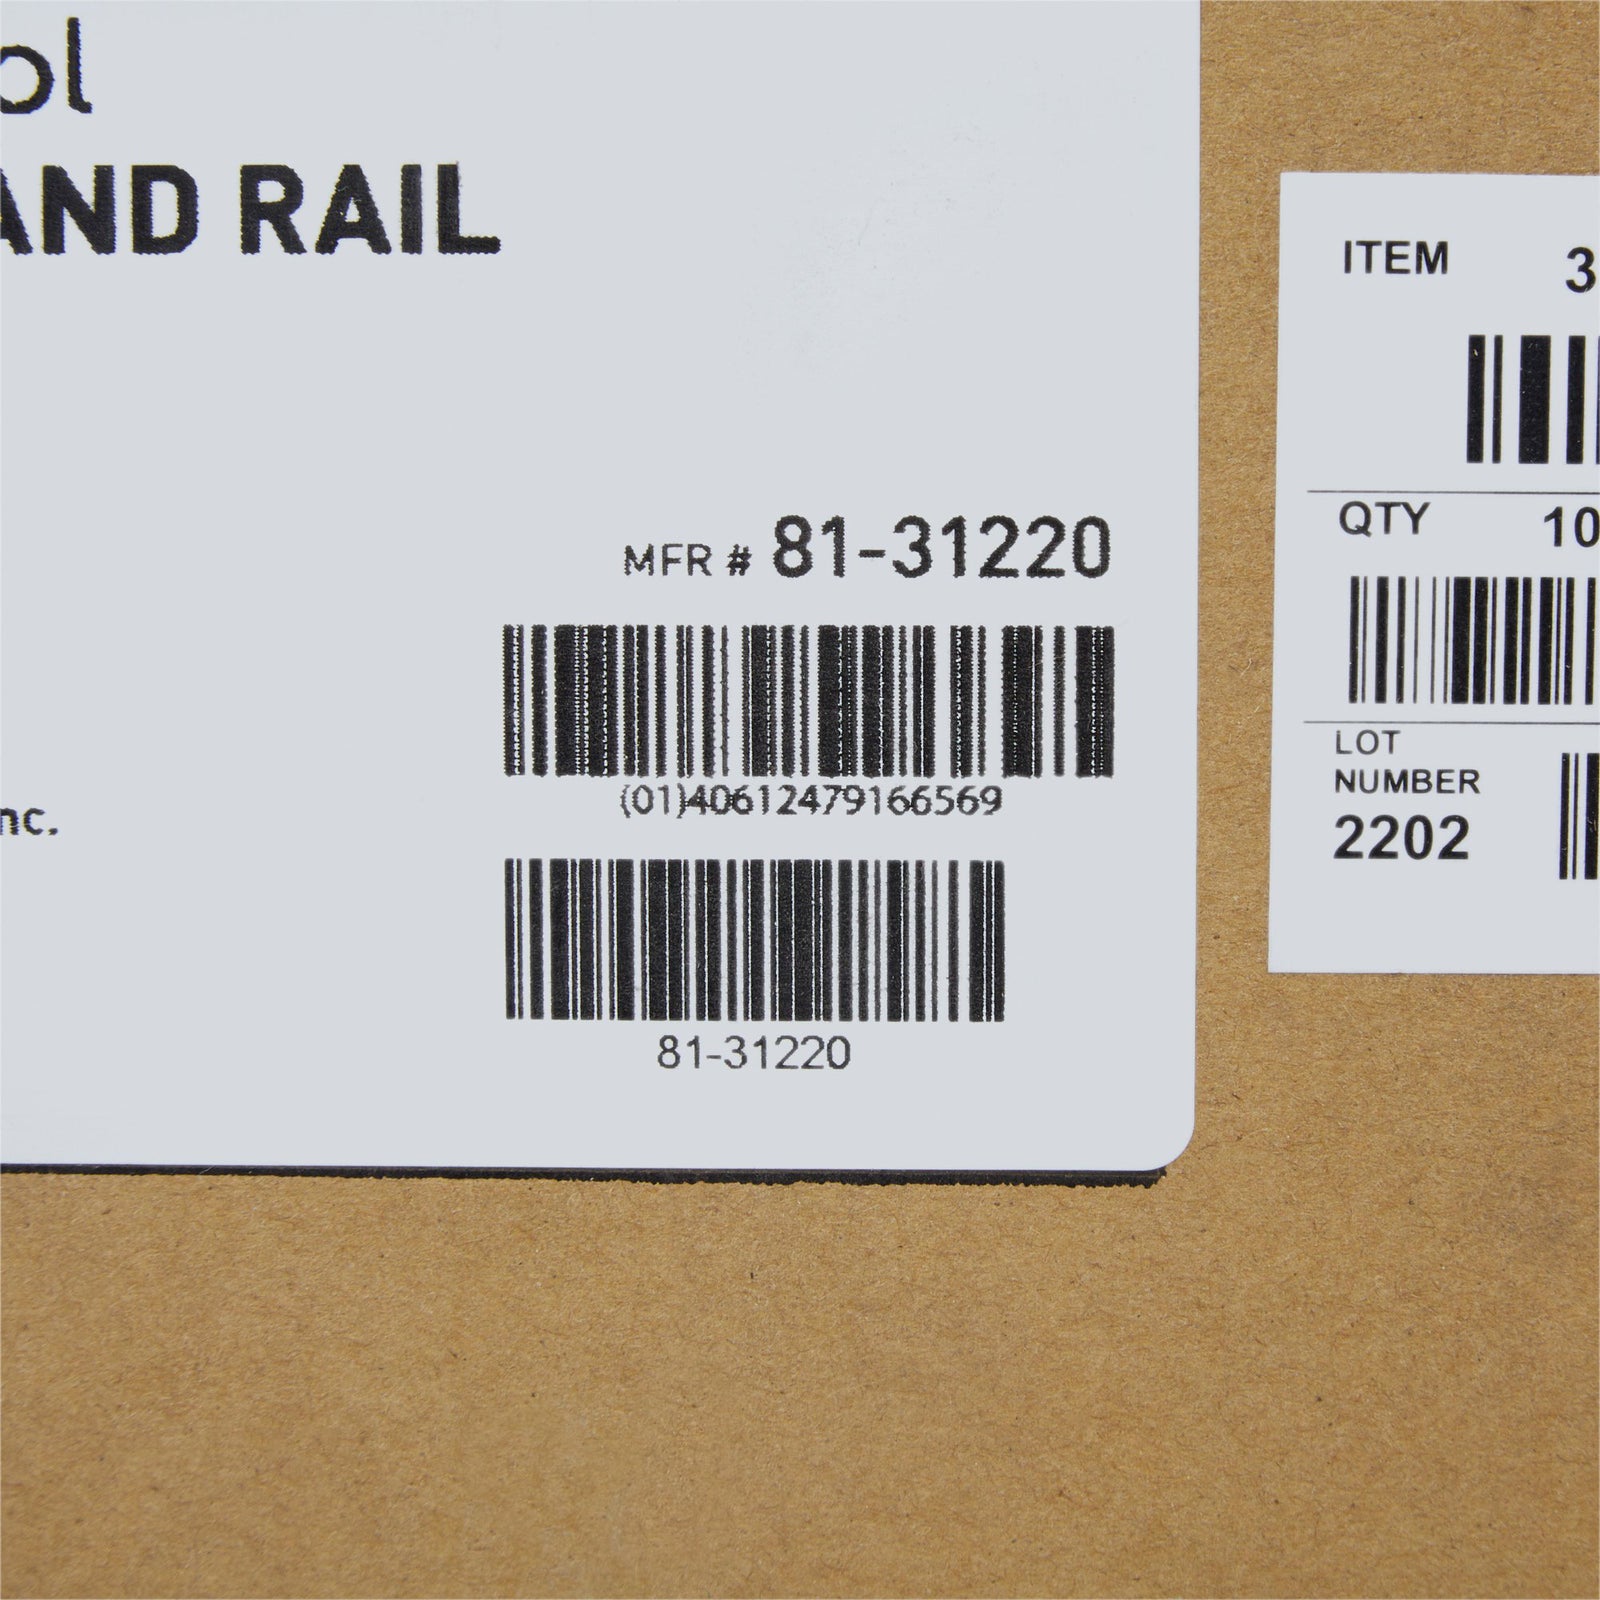 ol
AND RAIL
MFR # 81-31220
(01)40612479166569
nc.
81-31220
ITEM 3
QTY 10
LOT
NUMBER
2202